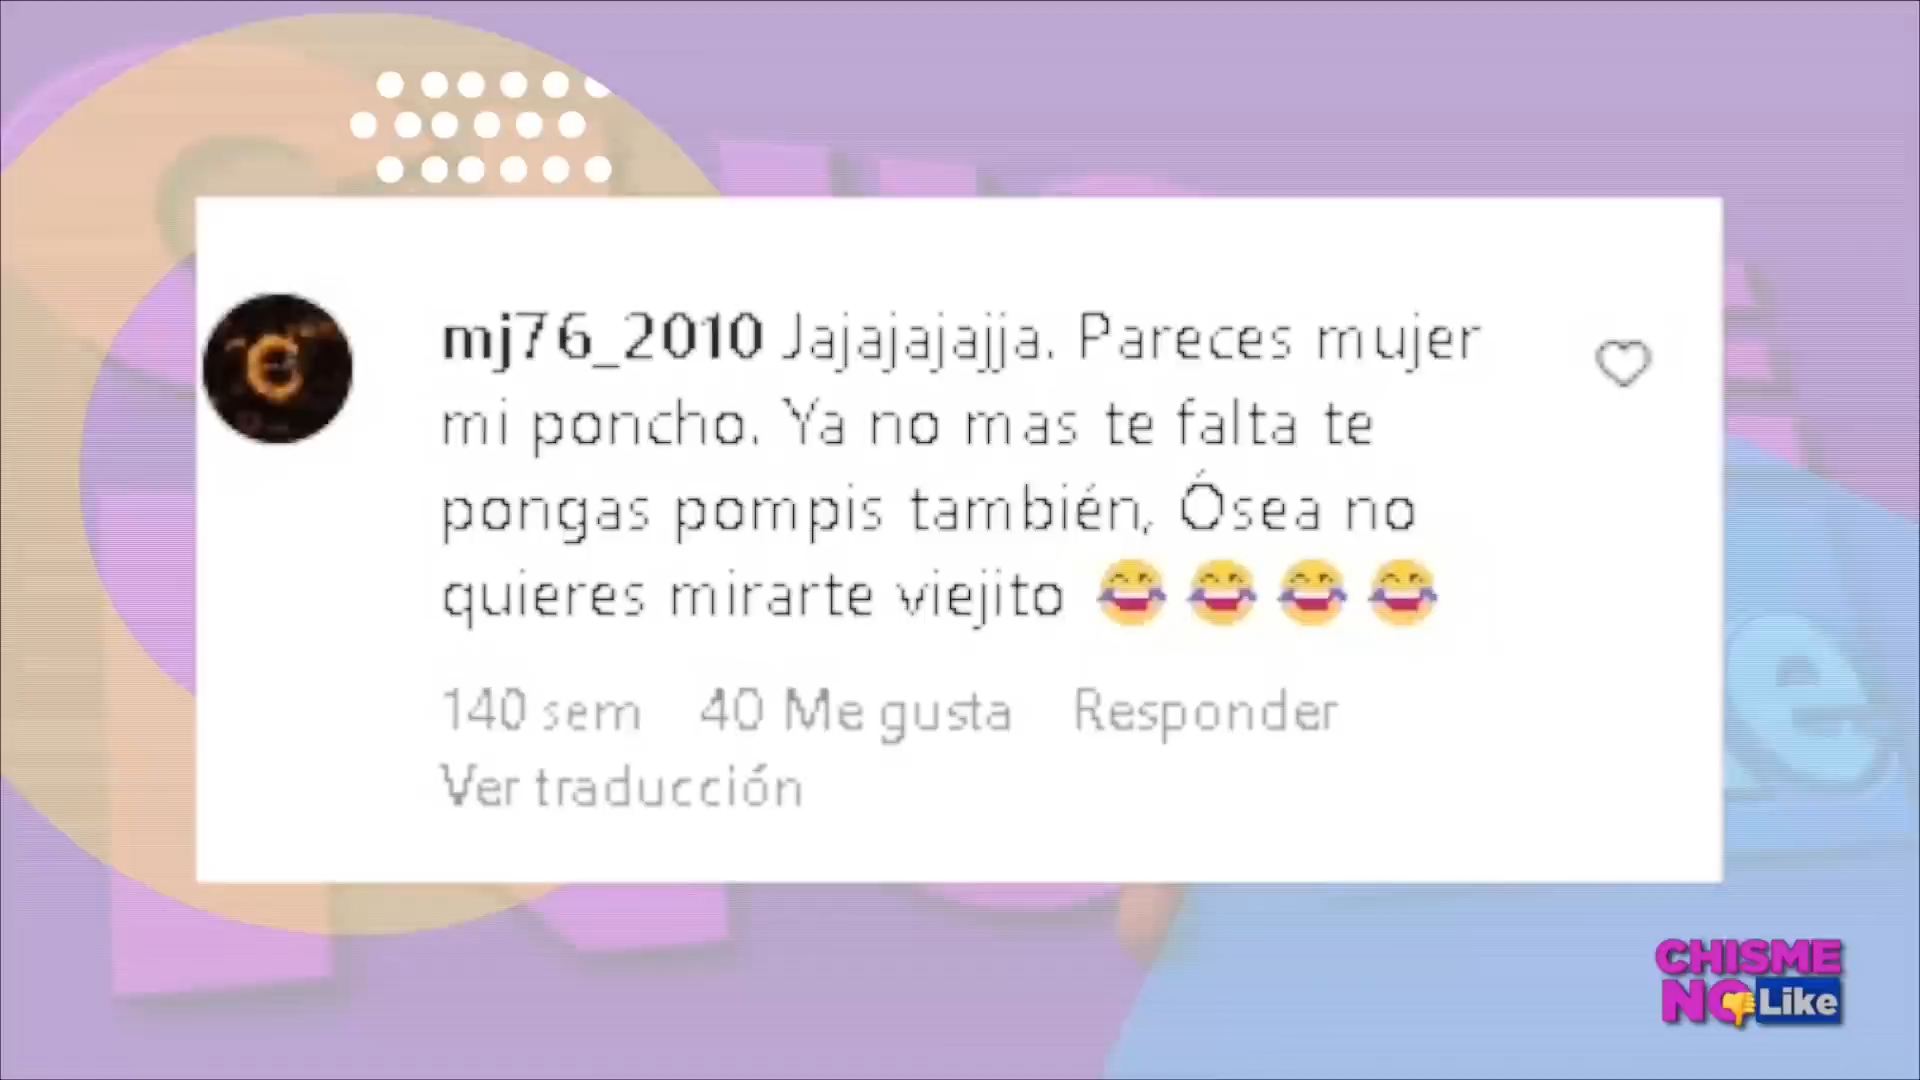 mj76_2010 Jajajajajja. Pareces mujer
mi poncho. Ya no mas te falta te
pongas pompis también, Ósea no
quieres mirarte viejito 😂 😂 😂 😂
140 sem 40 Me gusta Responder
Ver traducción
CHISME
NO Like